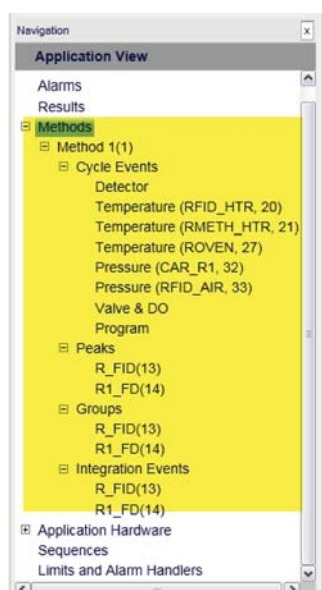 Navigation
x
Application View
Alarms
Results
Methods
Method 1(1)
Cycle Events
Detector
Temperature (RFID_HTR, 20)
Temperature (RMETH_HTR, 21)
Temperature (ROVEN, 27)
Pressure (CAR_R1, 32)
Pressure (RFID_AIR, 33)
Valve & DO
Program
Peaks
R_FID(13)
R1_FD(14)
Groups
R_FID(13)
R1_FD(14)
Integration Events
R_FID(13)
R1_FD(14)
Application Hardware
Sequences
Limits and Alarm Handlers